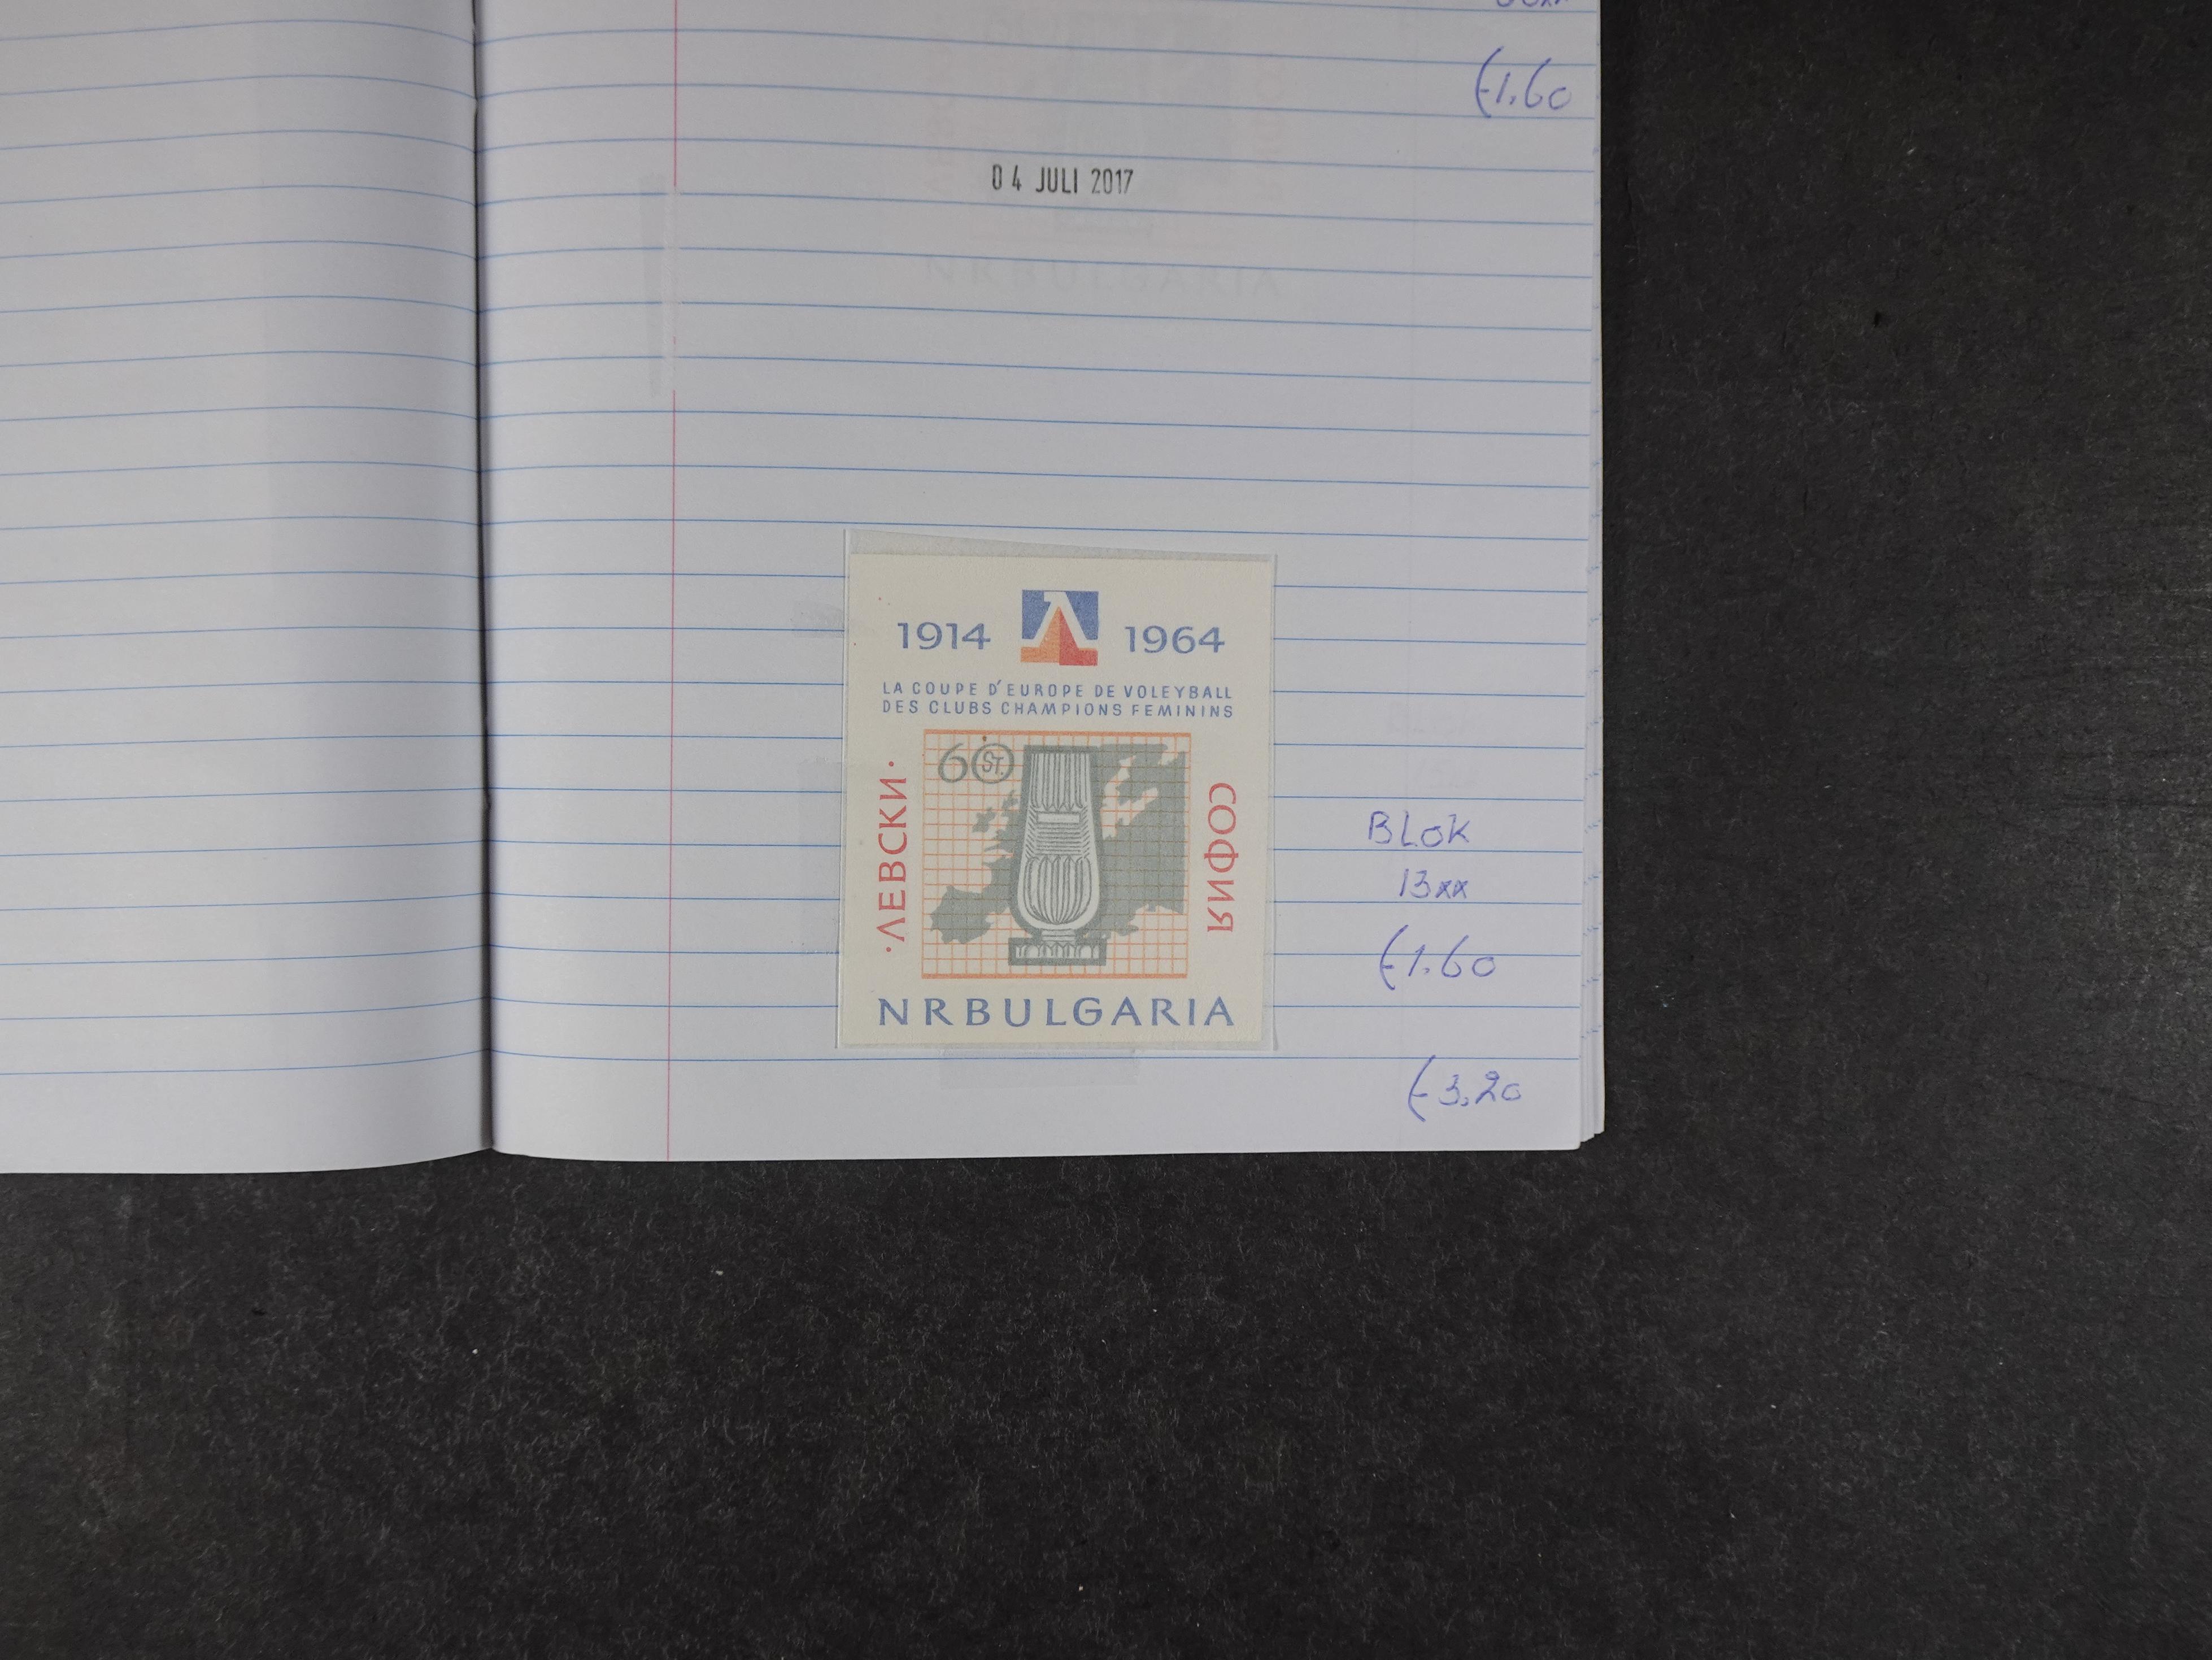 €1.60
04 JULI 2017
1914 1964
LA COUPE D'EUROPE DE VOLEYBALL
DES CLUBS CHAMPIONS FEMININS
60 ST.
·ЛЕВСКИ·
СОФИЯ
NRBULGARIA
BLOK
13xx
€1.60
€3,20